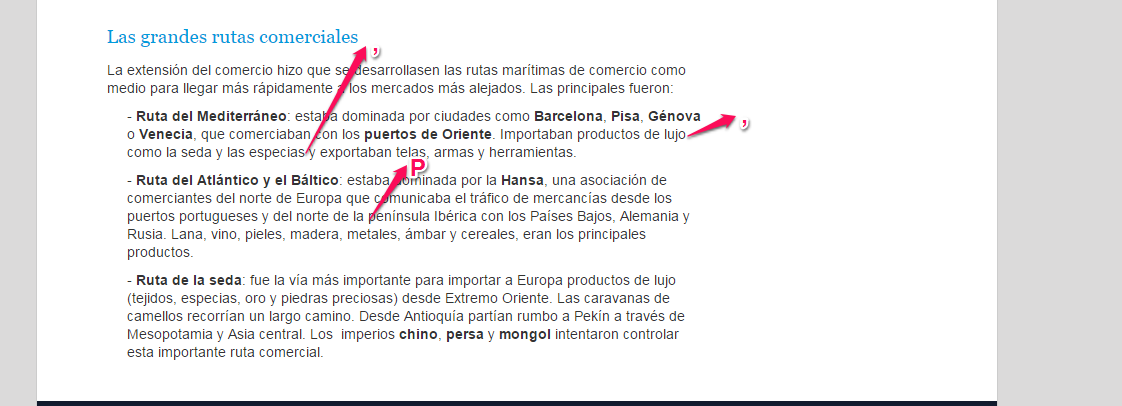 Las grandes rutas comerciales
,
La extensión del comercio hizo que se desarrollasen las rutas marítimas de comercio como
medio para llegar más rápidamente a los mercados más alejados. Las principales fueron:
- Ruta del Mediterráneo: estaba dominada por ciudades como Barcelona, Pisa, Génova
,
o Venecia, que comerciaban con los puertos de Oriente. Importaban productos de lujo
como la seda y las especias y exportaban telas, armas y herramientas.
P
- Ruta del Atlántico y el Báltico: estaba dominada por la Hansa, una asociación de
comerciantes del norte de Europa que comunicaba el tráfico de mercancías desde los
puertos portugueses y del norte de la península Ibérica con los Países Bajos, Alemania y
Rusia. Lana, vino, pieles, madera, metales, ámbar y cereales, eran los principales
productos.
- Ruta de la seda: fue la vía más importante para importar a Europa productos de lujo
(tejidos, especias, oro y piedras preciosas) desde Extremo Oriente. Las caravanas de
camellos recorrían un largo camino. Desde Antioquía partían rumbo a Pekín a través de
Mesopotamia y Asia central. Los  imperios chino, persa y mongol intentaron controlar
esta importante ruta comercial.